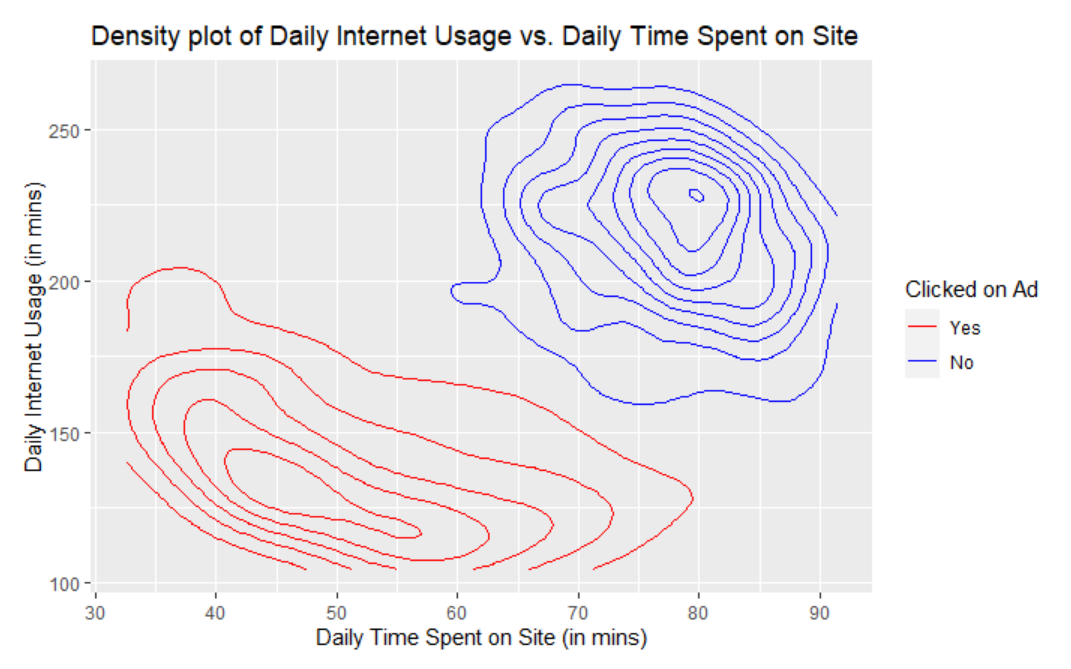 Density plot of Daily Internet Usage vs. Daily Time Spent on Site
Daily Internet Usage (in mins)
250
200
150
100
30 40 50 60 70 80 90
Daily Time Spent on Site (in mins)
Clicked on Ad
Yes
No